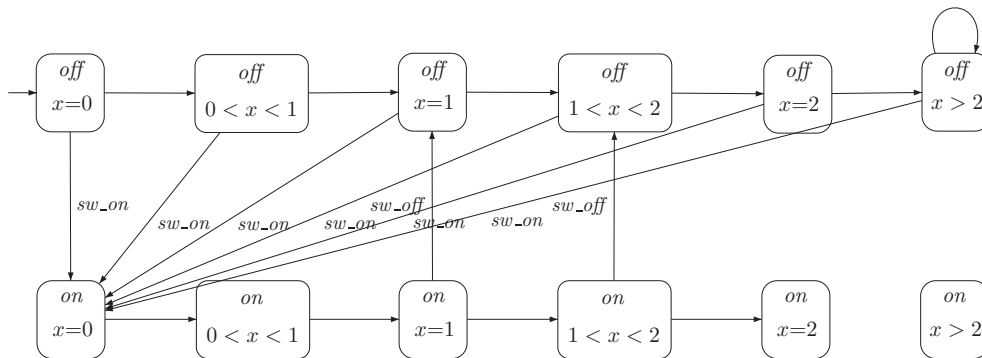 off
x=0
off
0 < x < 1
off
x=1
off
1 < x < 2
off
x=2
off
x > 2
sw_on
sw_on
sw_on
sw_on
sw_off
sw_on
sw_on
sw_off
on
x=0
on
0 < x < 1
on
x=1
on
1 < x < 2
on
x=2
on
x > 2